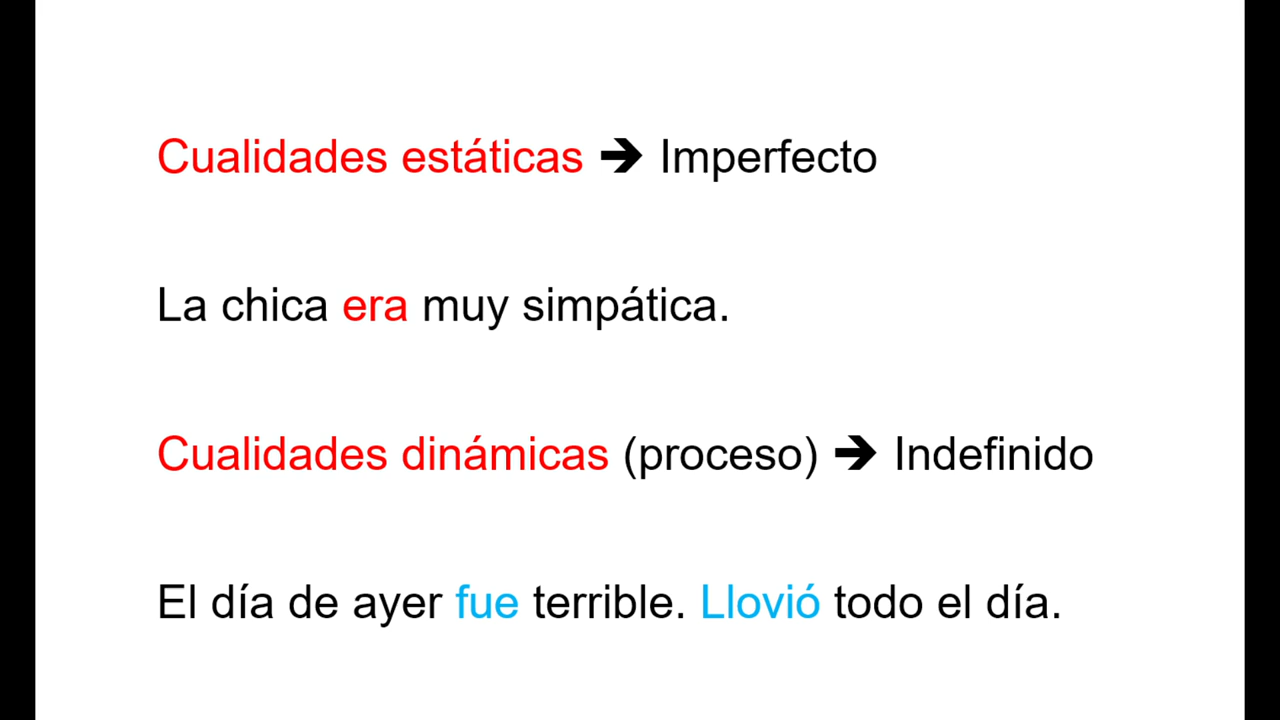 Cualidades estáticas ➔ Imperfecto
La chica era muy simpática.
Cualidades dinámicas (proceso) ➔ Indefinido
El día de ayer fue terrible. Llovió todo el día.